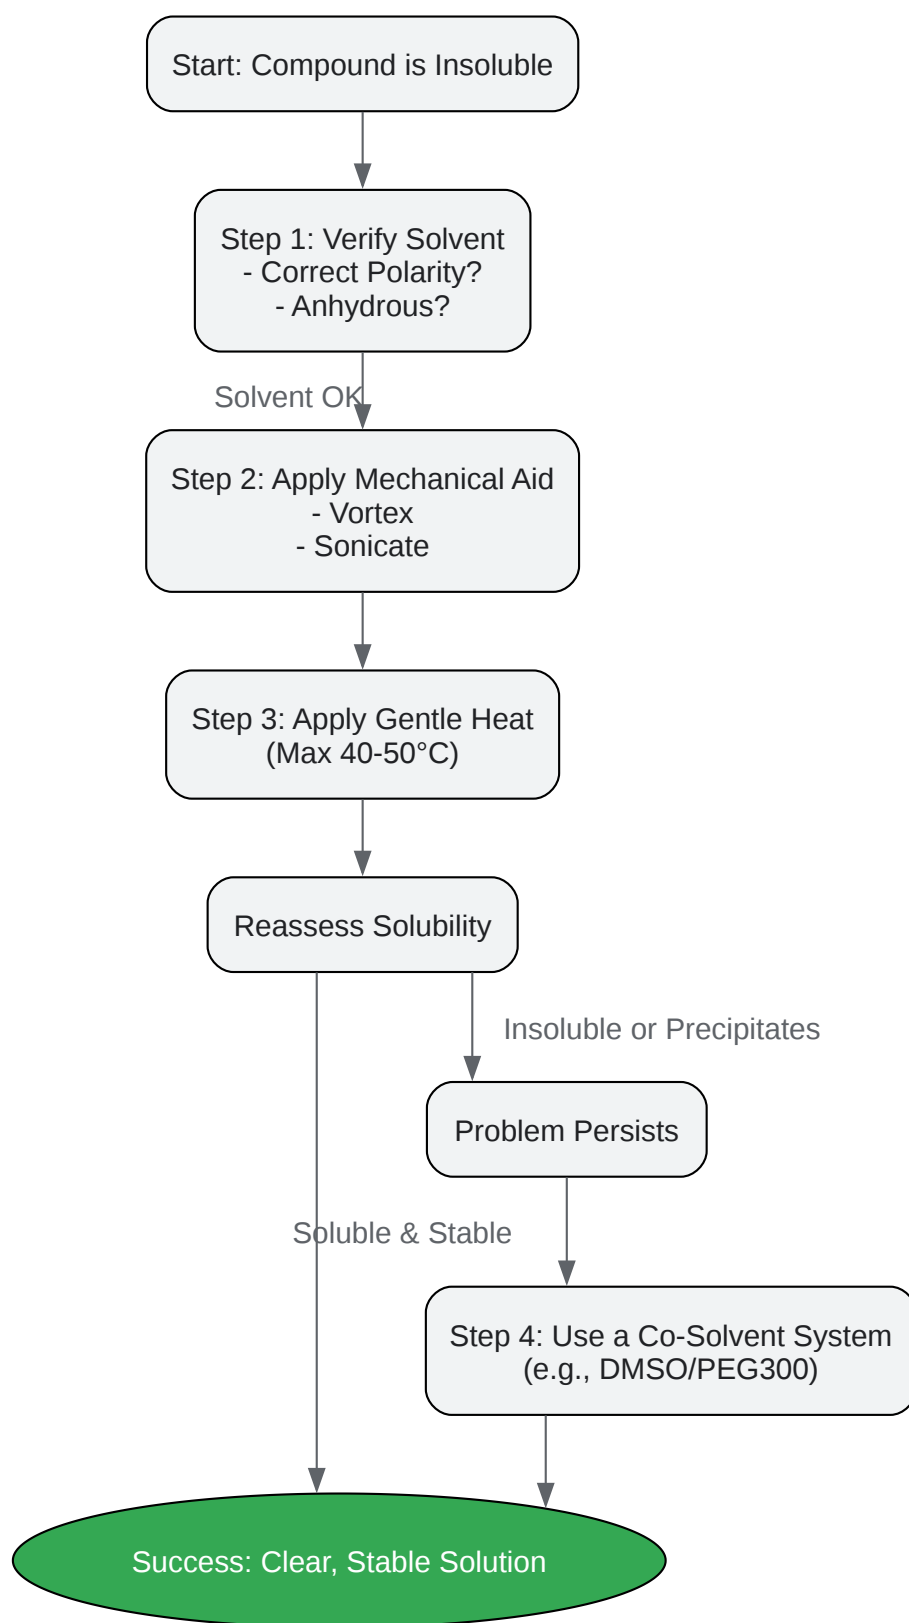 Start: Compound is Insoluble
Step 1: Verify Solvent
- Correct Polarity?
- Anhydrous?
Solvent OK
Step 2: Apply Mechanical Aid
- Vortex
- Sonicate
Step 3: Apply Gentle Heat
(Max 40-50°C)
Reassess Solubility
Insoluble or Precipitates
Problem Persists
Soluble & Stable
Step 4: Use a Co-Solvent System
(e.g., DMSO/PEG300)
Success: Clear, Stable Solution